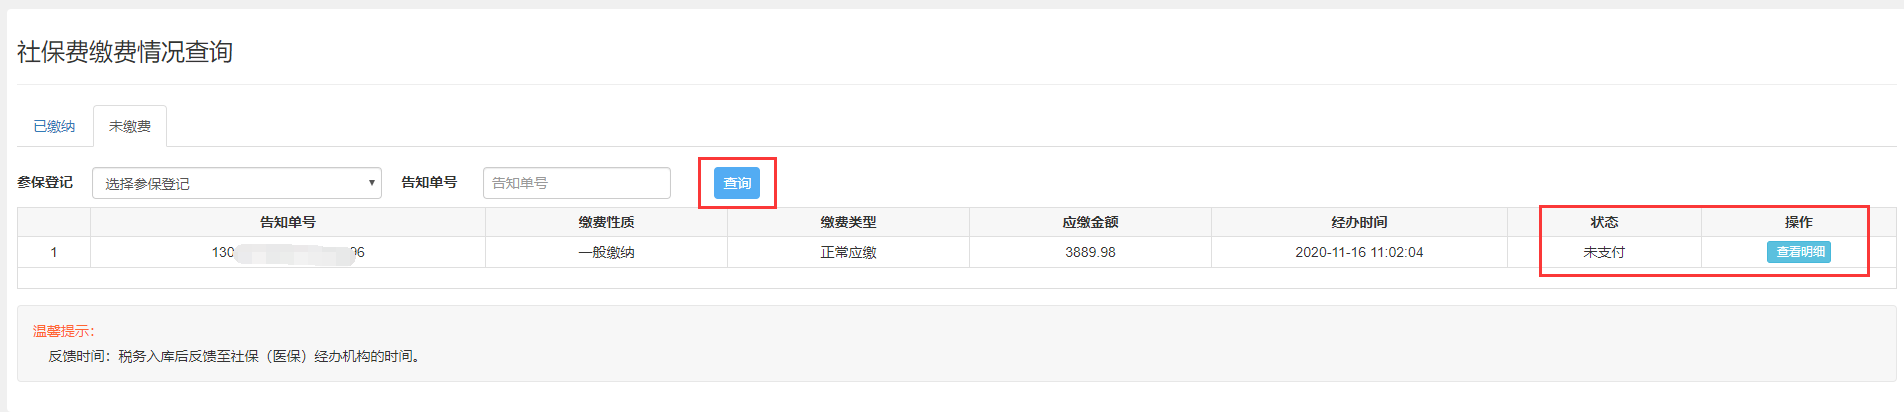 社保费缴费情况查询
已缴纳 未缴费
参保登记 选择参保登记 告知单号 告知单号 查询
告知单号 缴费性质 缴费类型 应缴金额 经办时间 状态 操作
1 130 96 一般缴纳 正常应缴 3889.98 2020-11-16 11:02:04 未支付 查看明细
温馨提示：
反馈时间：税务入库后反馈至社保（医保）经办机构的时间。